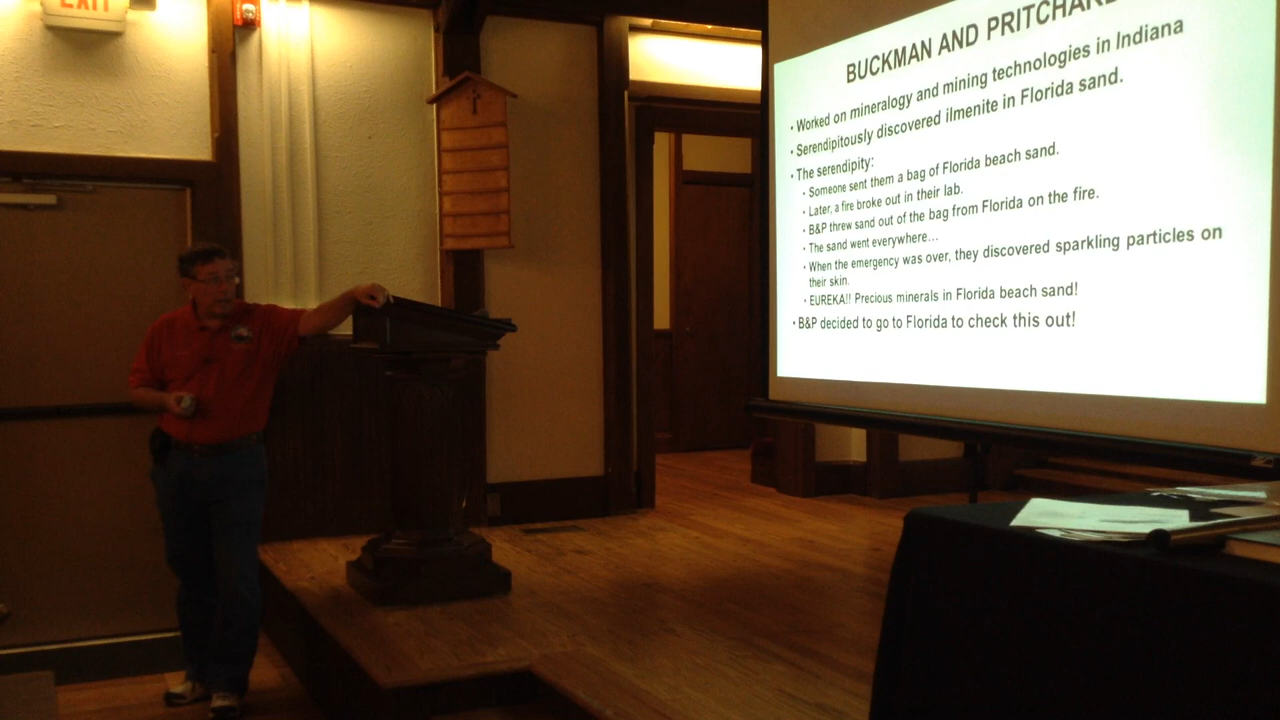 EXIT
BUCKMAN AND PRITCHARD
• Worked on mineralogy and mining technologies in Indiana
• Serendipitously discovered ilmenite in Florida sand.
• The serendipity:
• Someone sent them a bag of Florida beach sand.
• Later, a fire broke out in their lab.
• B&P threw sand out of the bag from Florida on the fire.
• The sand went everywhere...
• When the emergency was over, they discovered sparkling particles on
their skin.
• EUREKA!! Precious minerals in Florida beach sand!
• B&P decided to go to Florida to check this out!